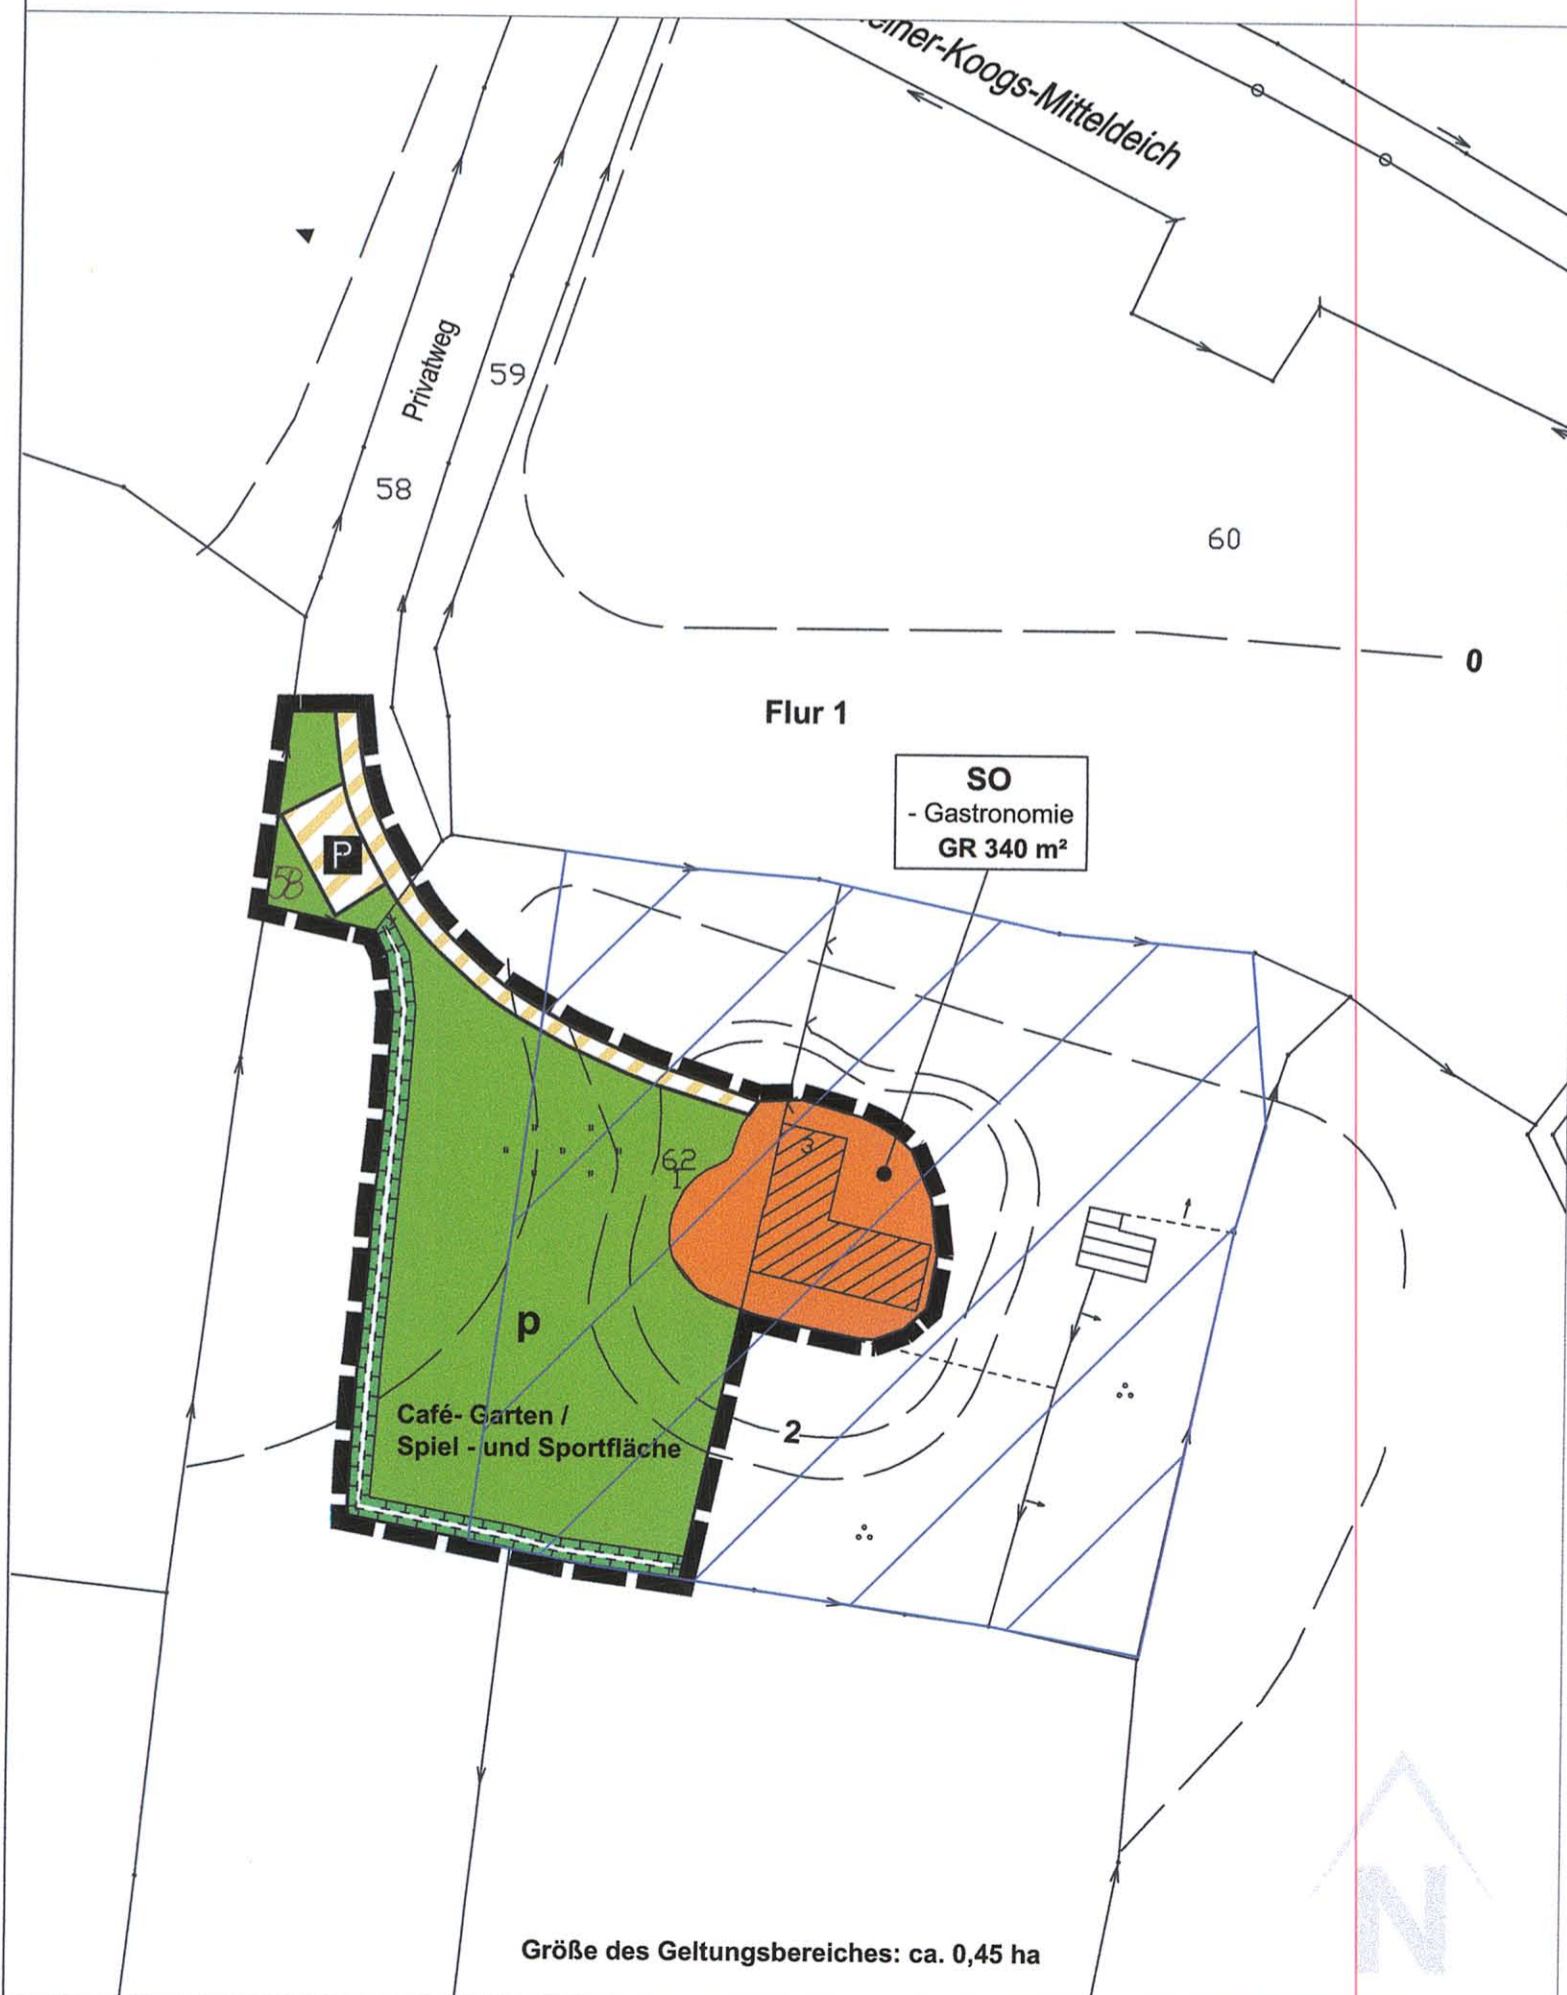 -Koogs-Mitteldeich
Privatweg
59
58
60
0
Flur 1
SO
- Gastronomie
GR 340 m²
P
58
3
62
1
p
Café- Garten /
Spiel - und Sportfläche
2
N
Größe des Geltungsbereiches: ca. 0,45 ha